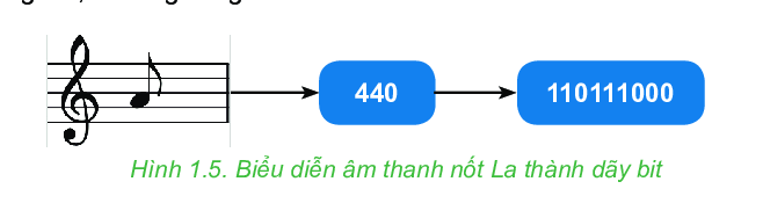 440
110111000
Hình 1.5. Biểu diễn âm thanh nốt La thành dãy bit